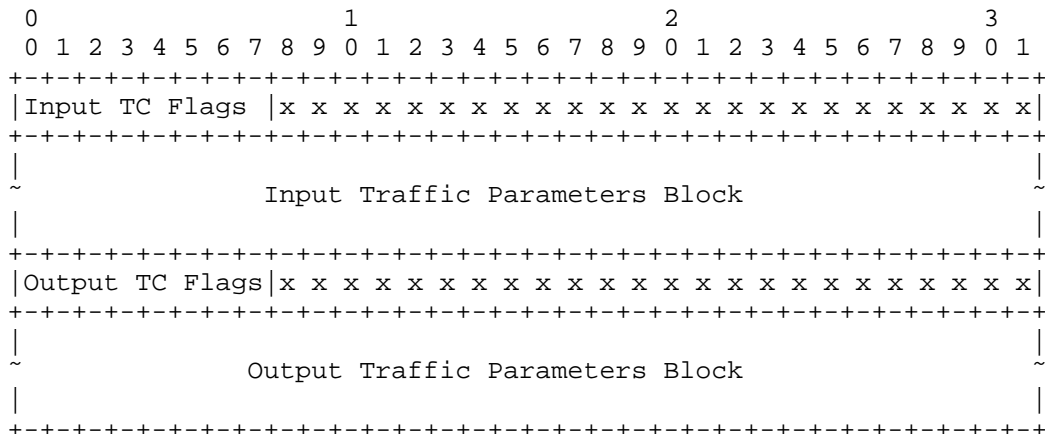 0                   1                   2                   3
 0 1 2 3 4 5 6 7 8 9 0 1 2 3 4 5 6 7 8 9 0 1 2 3 4 5 6 7 8 9 0 1
+-+-+-+-+-+-+-+-+-+-+-+-+-+-+-+-+-+-+-+-+-+-+-+-+-+-+-+-+-+-+-+-+
|Input TC Flags |x x x x x x x x x x x x x x x x x x x x x x x x|
+-+-+-+-+-+-+-+-+-+-+-+-+-+-+-+-+-+-+-+-+-+-+-+-+-+-+-+-+-+-+-+-+
|                                                               |
~               Input Traffic Parameters Block                  ~
|                                                               |
+-+-+-+-+-+-+-+-+-+-+-+-+-+-+-+-+-+-+-+-+-+-+-+-+-+-+-+-+-+-+-+-+
|Output TC Flags|x x x x x x x x x x x x x x x x x x x x x x x x|
+-+-+-+-+-+-+-+-+-+-+-+-+-+-+-+-+-+-+-+-+-+-+-+-+-+-+-+-+-+-+-+-+
|                                                               |
~              Output Traffic Parameters Block                  ~
|                                                               |
+-+-+-+-+-+-+-+-+-+-+-+-+-+-+-+-+-+-+-+-+-+-+-+-+-+-+-+-+-+-+-+-+